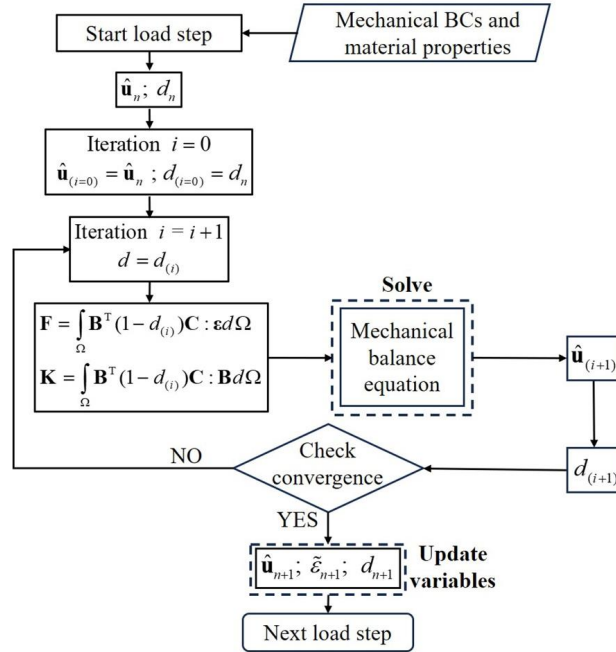 Start load step
Mechanical BCs and
material properties
û_n; d_n
Iteration i = 0
û_(i=0) = û_n ; d_(i=0) = d_n
Iteration i = i+1
d = d_(i)
F = ∫_Ω B^T (1−d_(i)) C : ε dΩ
K = ∫_Ω B^T (1−d_(i)) C : B dΩ
Solve
Mechanical
balance
equation
û_(i+1)
d_(i+1)
Check
convergence
NO
YES
û_n+1; ε̃_n+1; d_n+1
Update
variables
Next load step